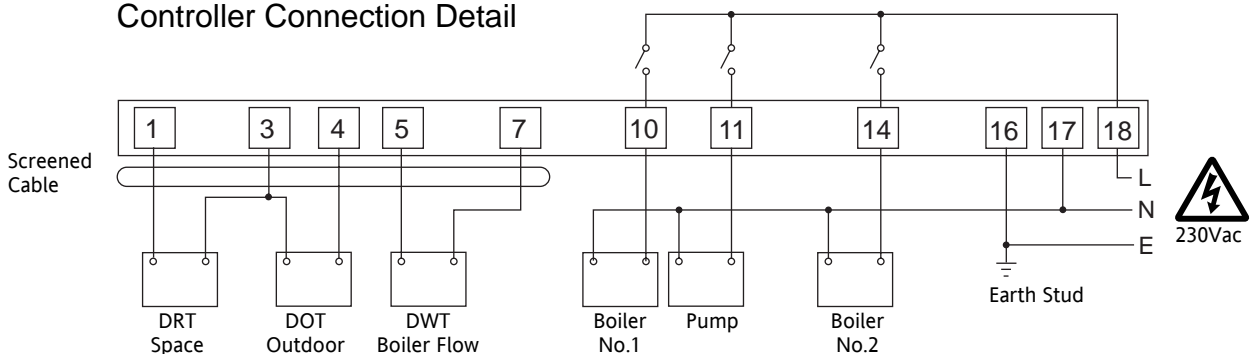 Controller Connection Detail
1 3 4 5 7 10 11 14 16 17 18
Screened
Cable
L
N
E
230Vac
Earth Stud
DRT
Space
DOT
Outdoor
DWT
Boiler Flow
Boiler
No.1
Pump
Boiler
No.2